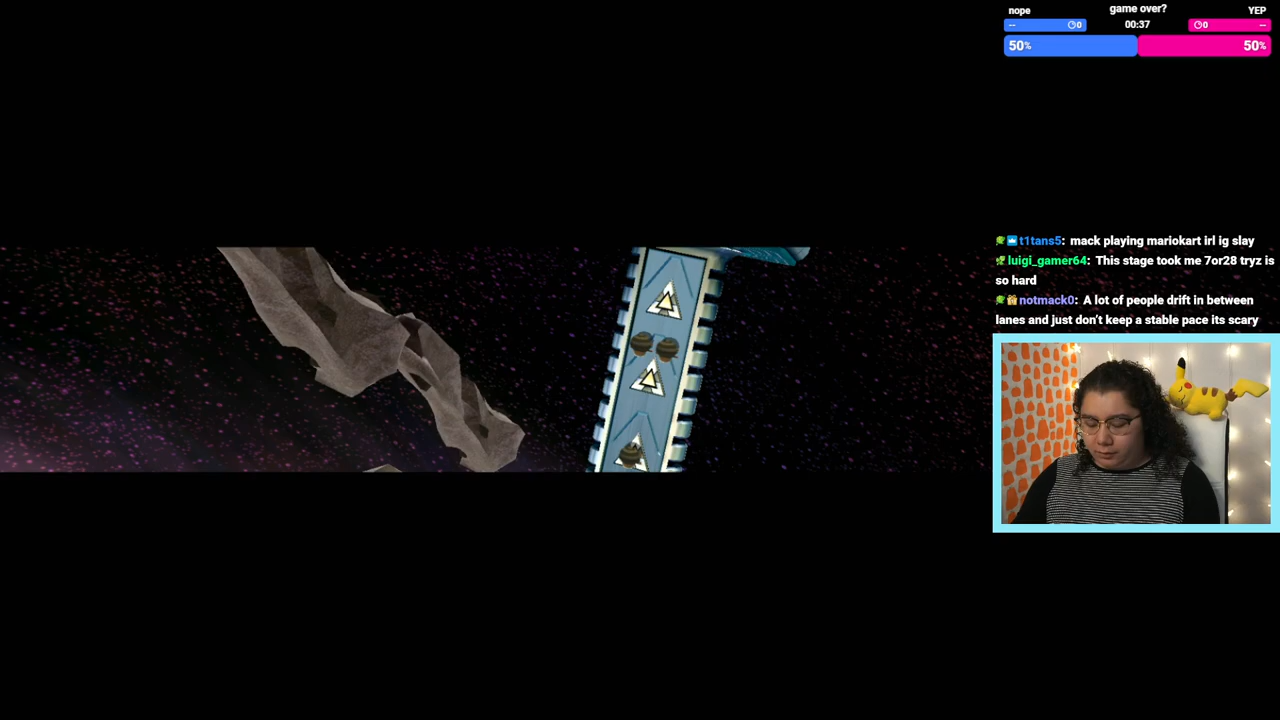 nope game over? YEP
-- 0 00:37 0 --
50% 50%
t1tans5: mack playing mariokart irl ig slay
luigi_gamer64: This stage took me 7or28 tryz is
so hard
notmack0: A lot of people drift in between
lanes and just don't keep a stable pace its scary